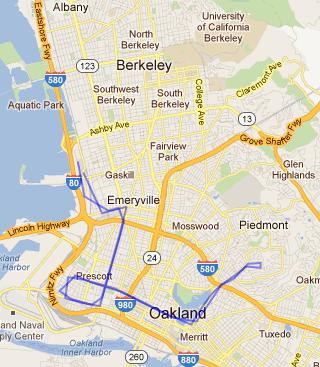 Albany
Eastshore Fwy
University
of California
Berkeley
North
Berkeley
123
Berkeley
580
Claremont Ave
Southwest
Berkeley
South
Berkeley
College Ave
Aquatic Park
13
Ashby Ave
Grove Shafter Fwy
Fairview
Park
Glen
Highlands
Gaskill
80
Emeryville
Lincoln Highway
Mosswood
Piedmont
24
580
Harbor
Nimitz Fwy
Prescott
Oakm
980
Oakland
land Naval
pply Center
Merritt
Tuxedo
Oakland
Inner Harbor
260
880